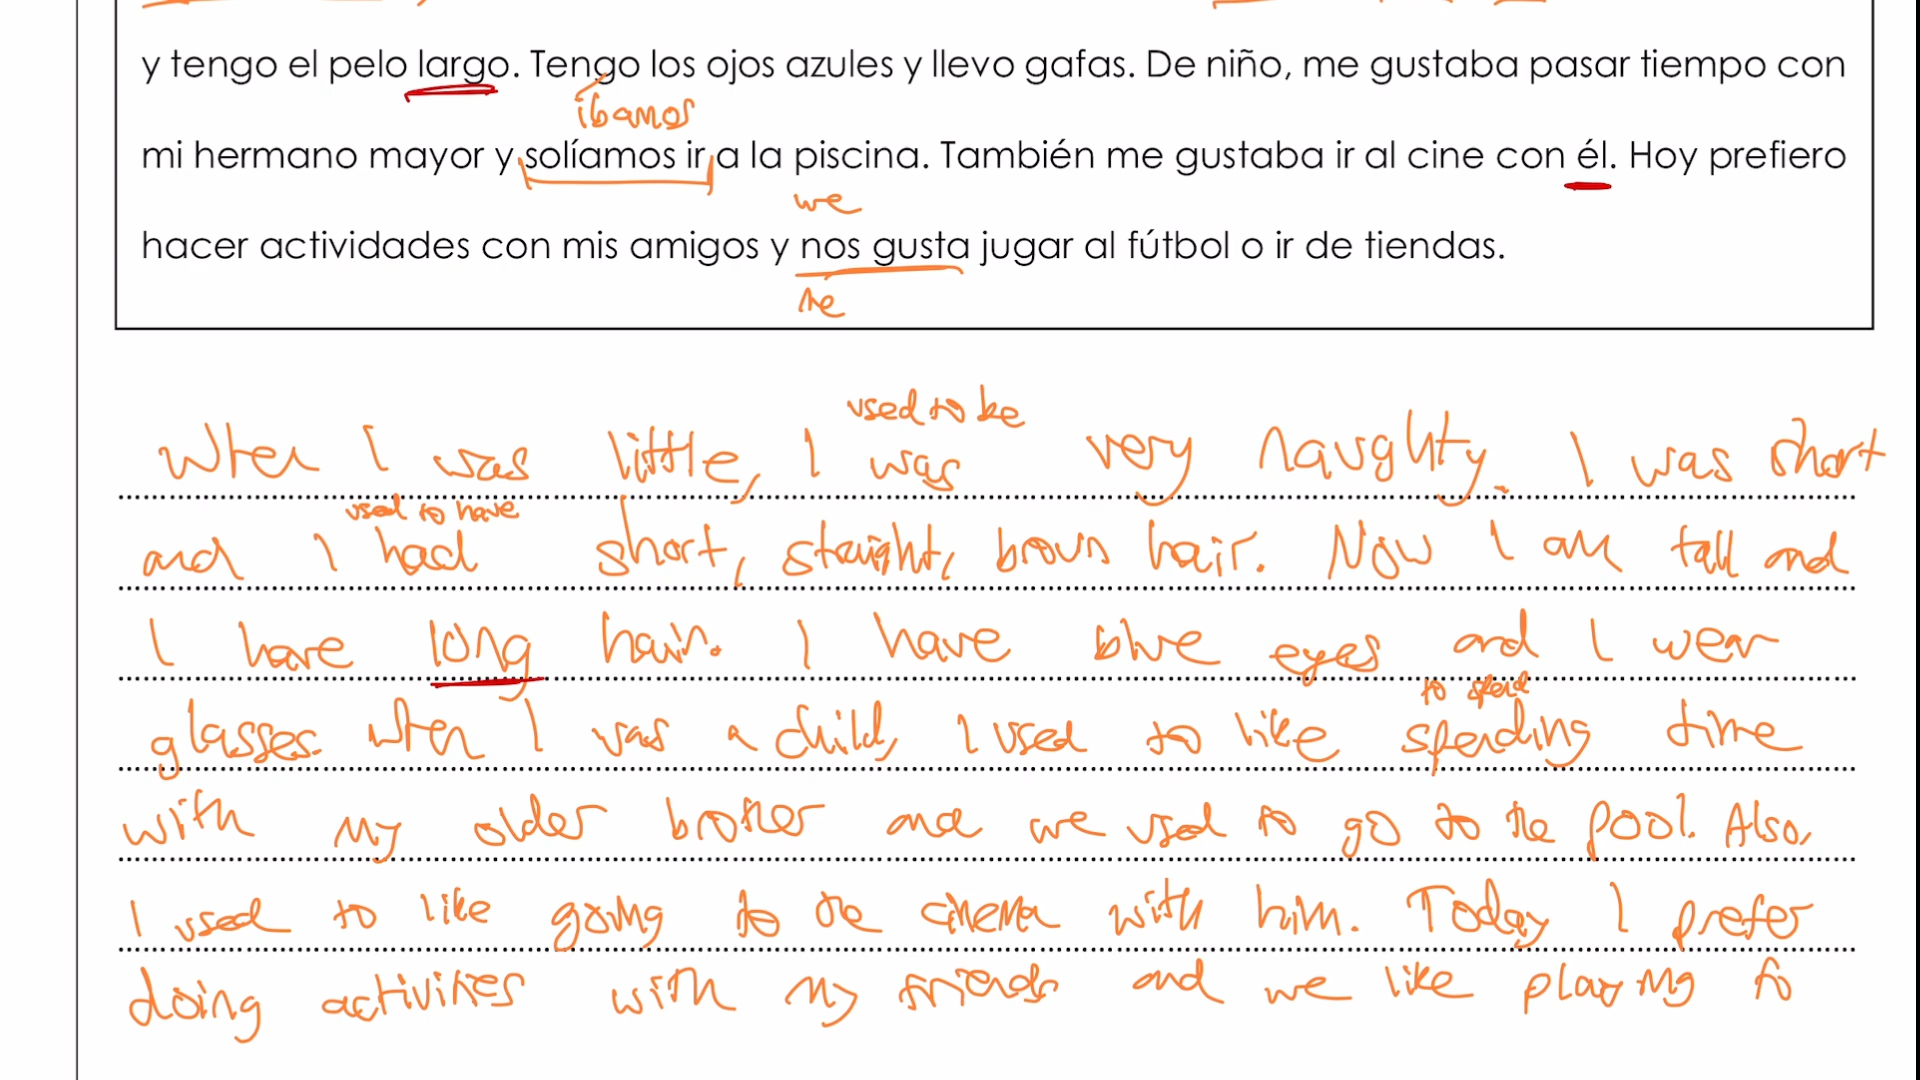 y tengo el pelo largo. Tengo los ojos azules y llevo gafas. De niño, me gustaba pasar tiempo con
íbamos
mi hermano mayor y solíamos ir a la piscina. También me gustaba ir al cine con él. Hoy prefiero
we
hacer actividades con mis amigos y nos gusta jugar al fútbol o ir de tiendas.
used to be
When I was little, I was very naughty. I was short
used to have
and I had short, straight, brown hair. Now I am tall and
I have long hair. I have blue eyes and I wear
to spend
glasses. When I was a child, I used to like spending time
with my older brother and we used to go to the pool. Also,
I used to like going to the cinema with him. Today I prefer
doing activities with my friends and we like playing fo